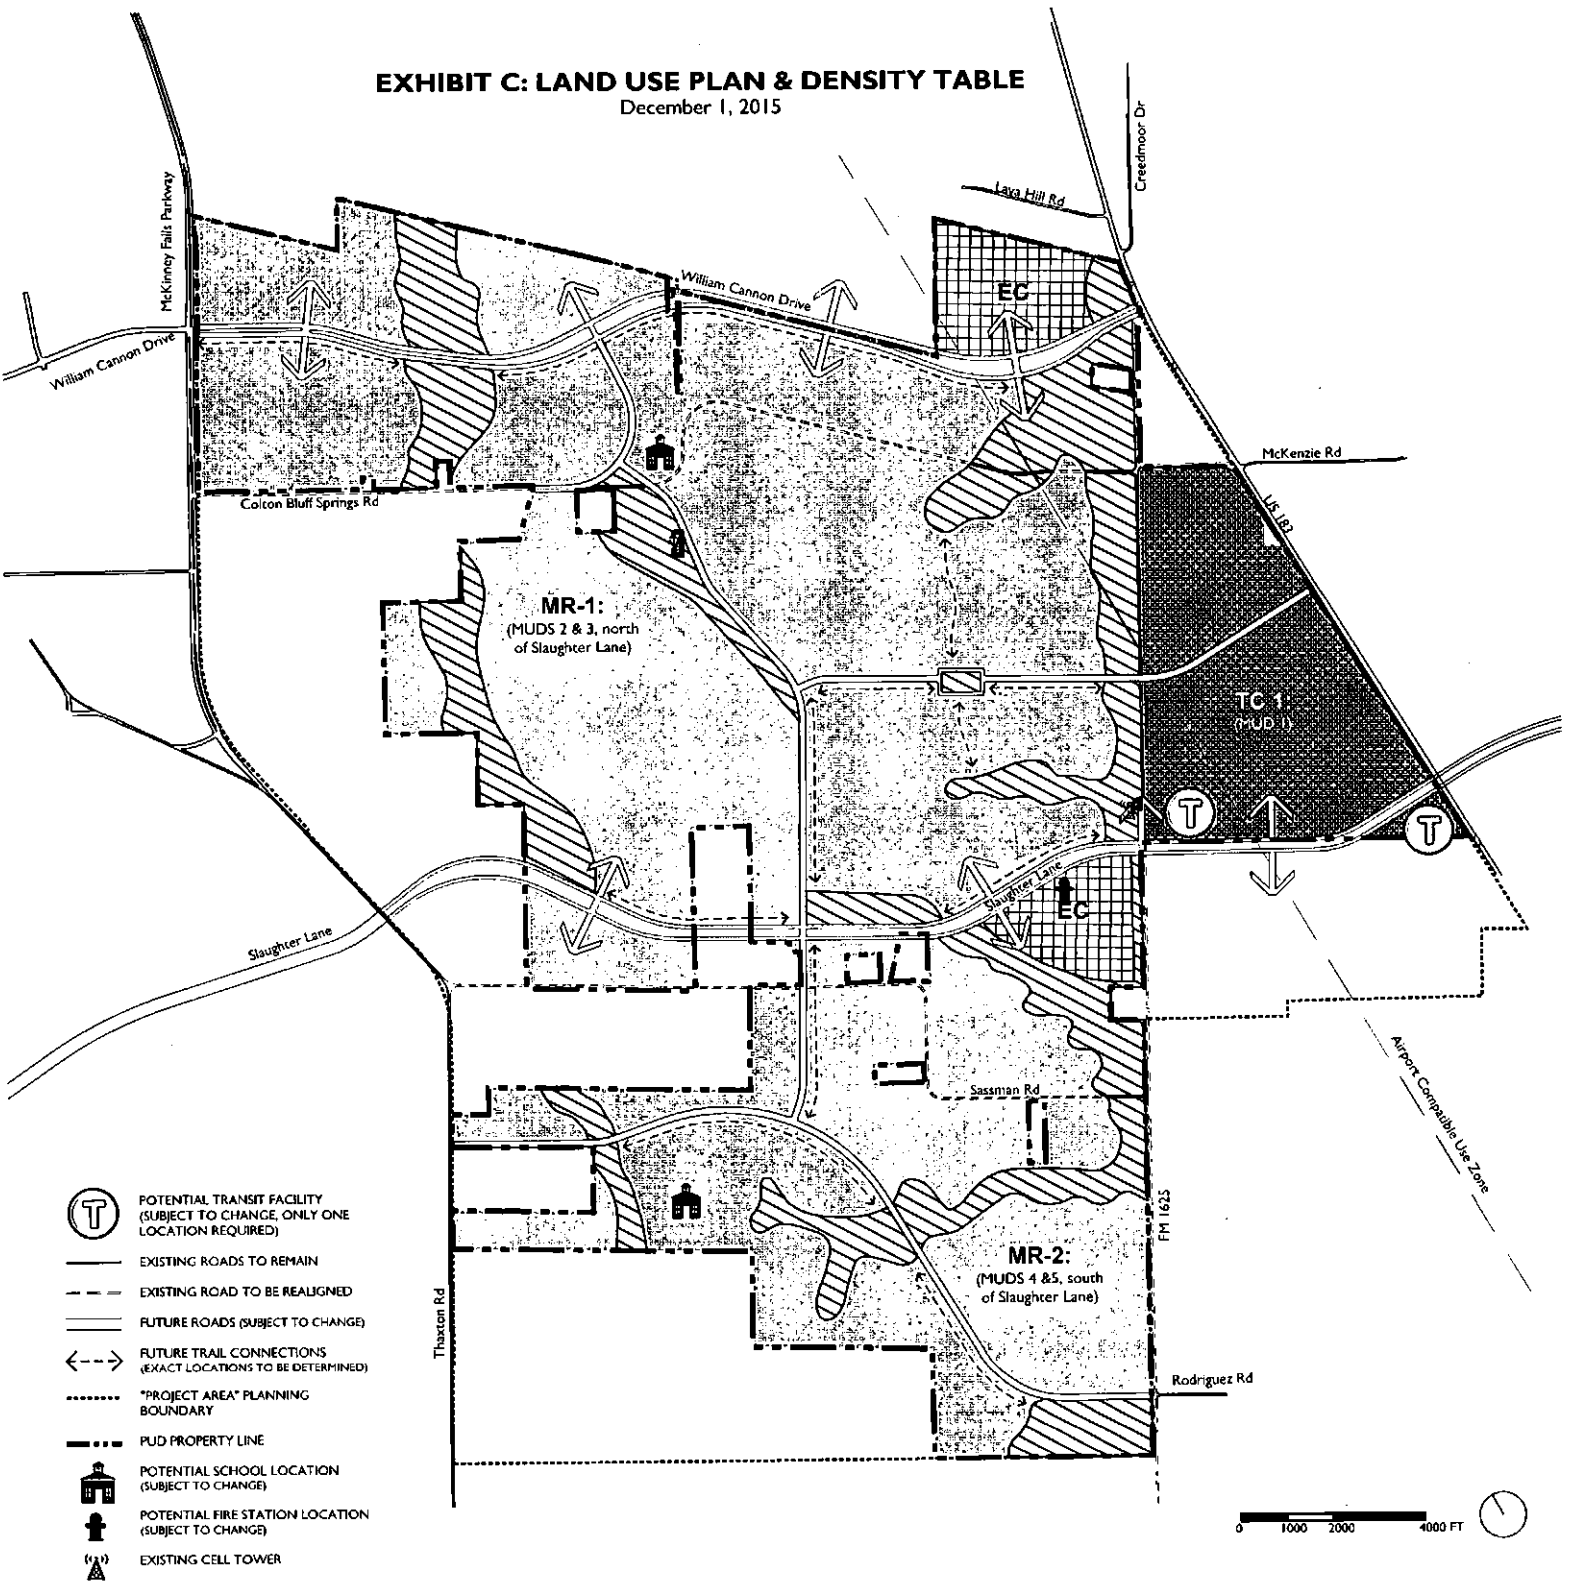 EXHIBIT C: LAND USE PLAN & DENSITY TABLE
December 1, 2015
McKinney Falls Parkway
Creedmoor Dr
Lava Hill Rd
William Cannon Drive
EC
William Cannon Drive
McKenzie Rd
Colton Bluff Springs Rd
US 183
MR-1:
(MUDS 2 & 3, north
of Slaughter Lane)
TC 1
(MUD 1)
T
T
Slaughter Lane
EC
Slaughter Lane
Airport Compatible Use Zone
Sassman Rd
FM 1625
MR-2:
(MUDS 4 &5, south
of Slaughter Lane)
Thaxton Rd
Rodriguez Rd
T
POTENTIAL TRANSIT FACILITY
(SUBJECT TO CHANGE, ONLY ONE
LOCATION REQUIRED)
EXISTING ROADS TO REMAIN
EXISTING ROAD TO BE REALIGNED
FUTURE ROADS (SUBJECT TO CHANGE)
FUTURE TRAIL CONNECTIONS
(EXACT LOCATIONS TO BE DETERMINED)
"PROJECT AREA" PLANNING
BOUNDARY
PUD PROPERTY LINE
POTENTIAL SCHOOL LOCATION
(SUBJECT TO CHANGE)
POTENTIAL FIRE STATION LOCATION
(SUBJECT TO CHANGE)
EXISTING CELL TOWER
0 1000 2000 4000 FT